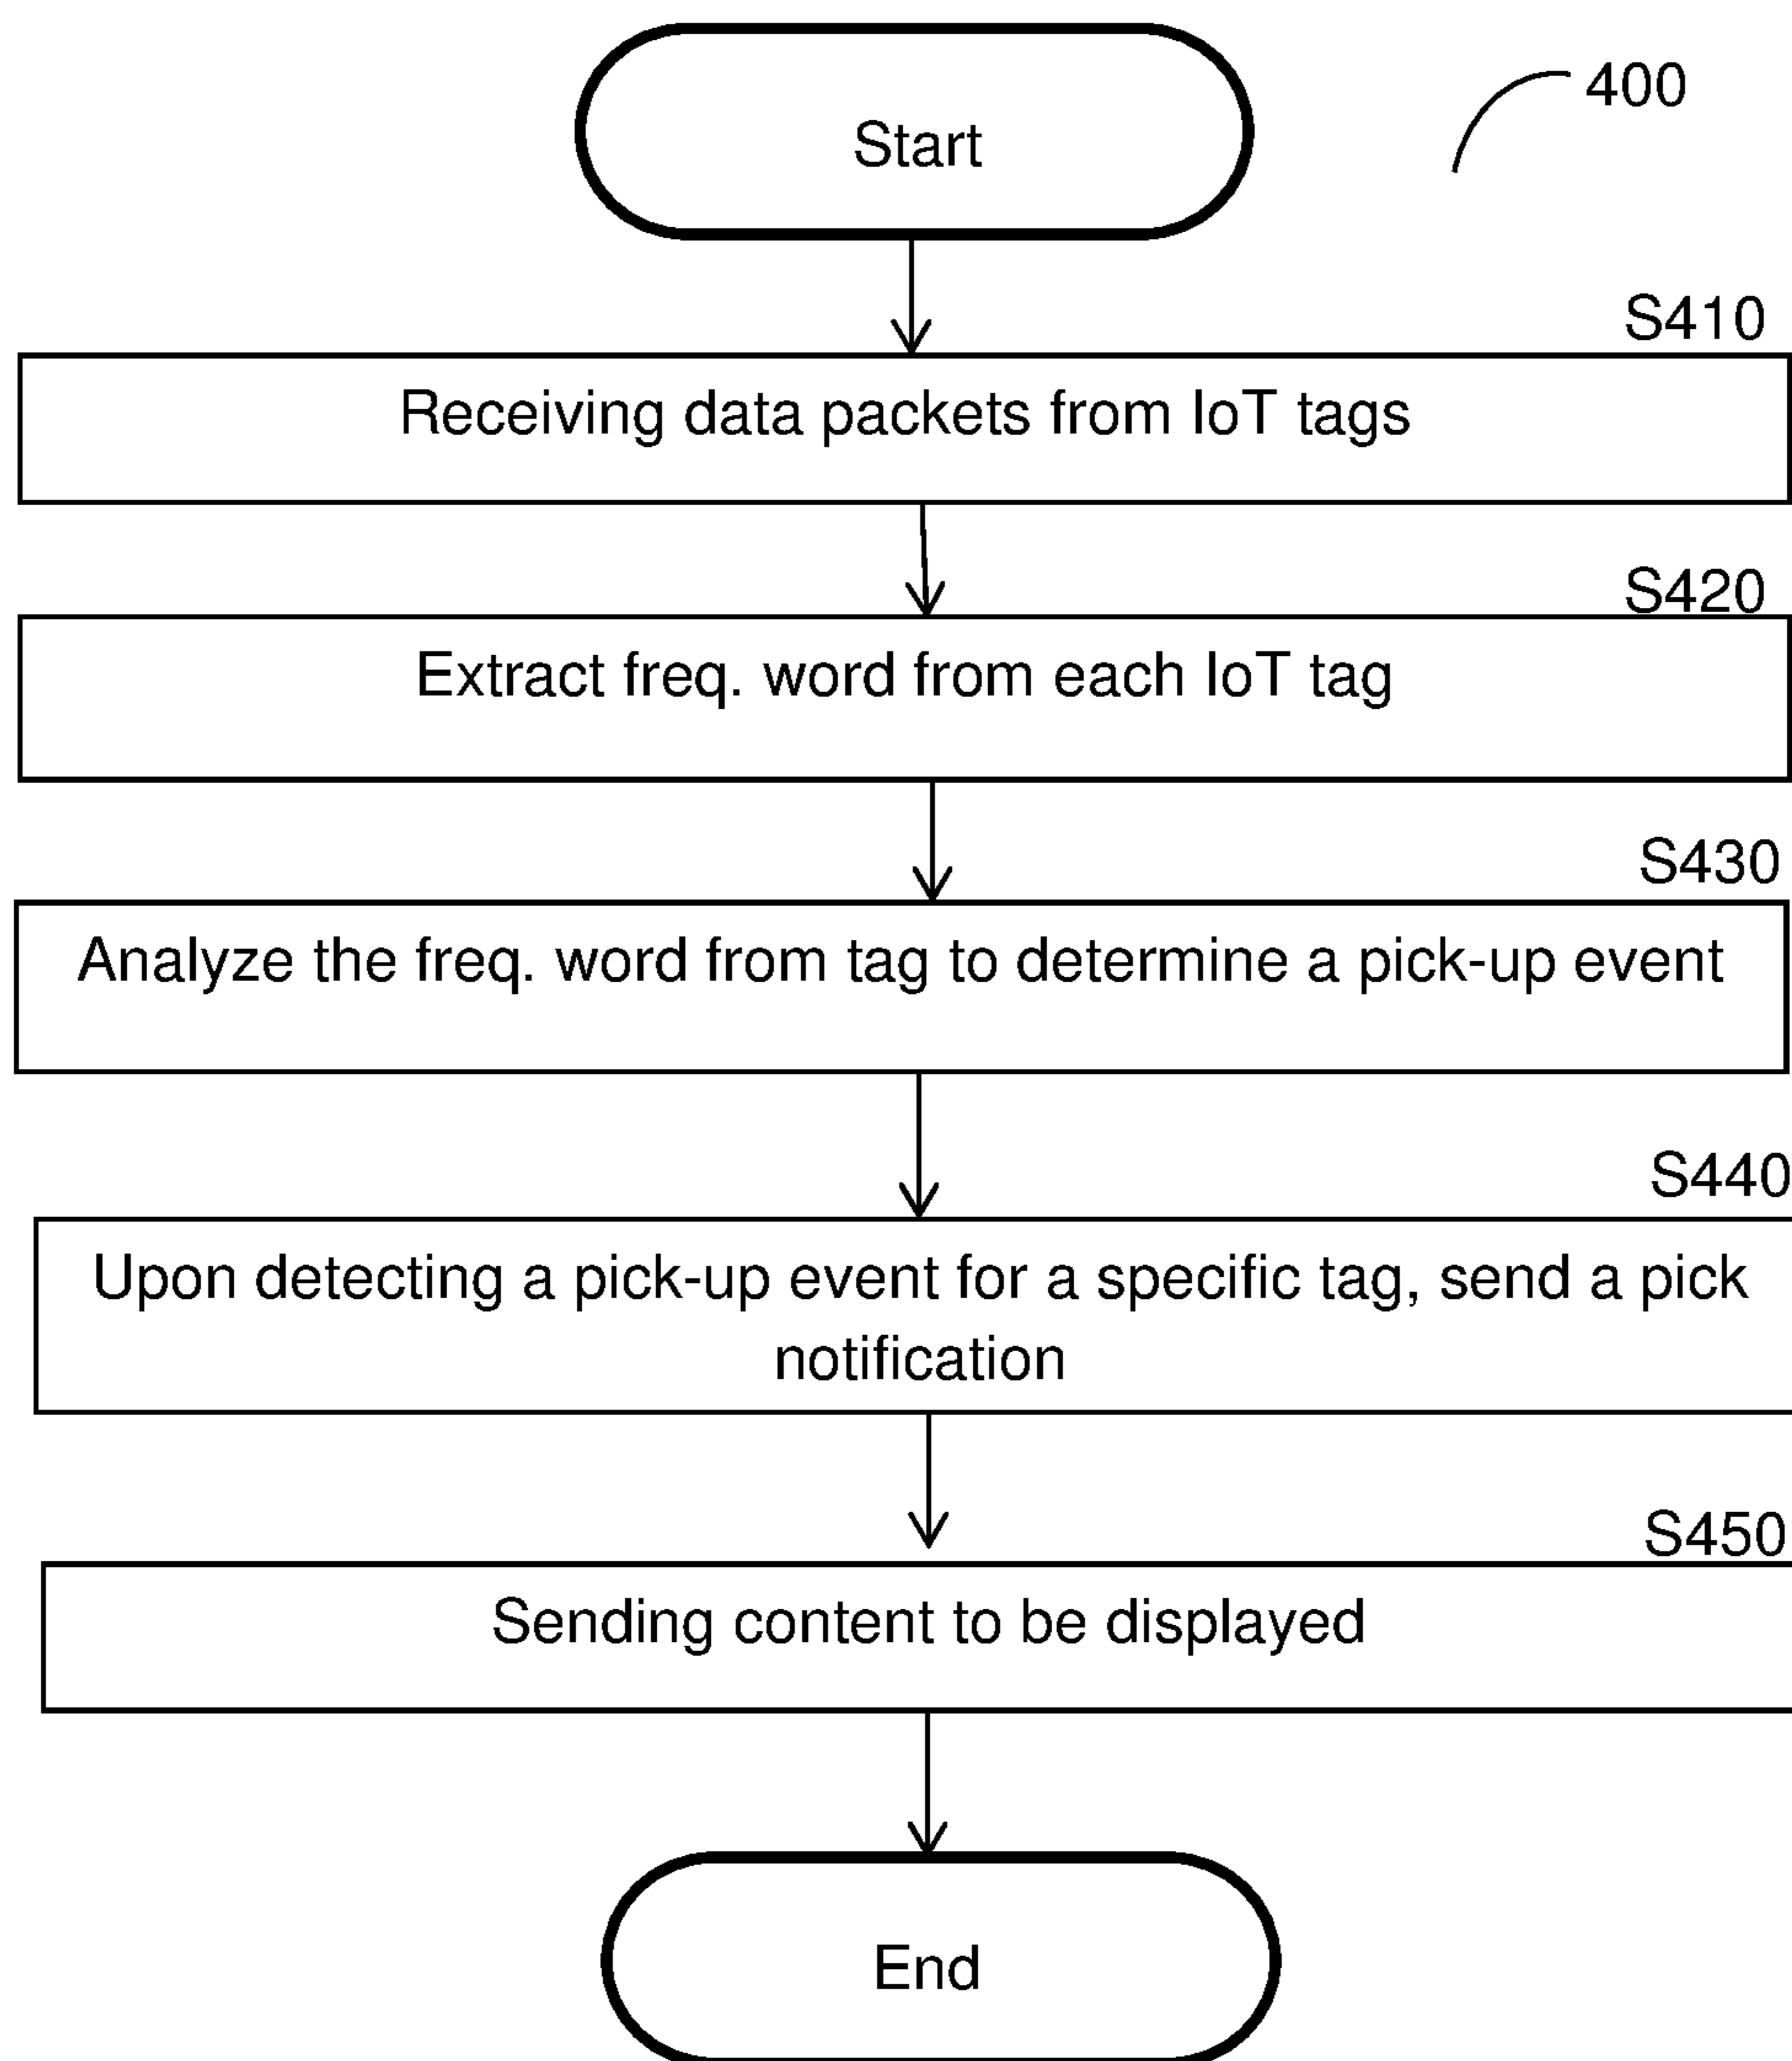 Start
400
S410
Receiving data packets from IoT tags
S420
Extract freq. word from each IoT tag
S430
Analyze the freq. word from tag to determine a pick-up event
S440
Upon detecting a pick-up event for a specific tag, send a pick
notification
S450
Sending content to be displayed
End